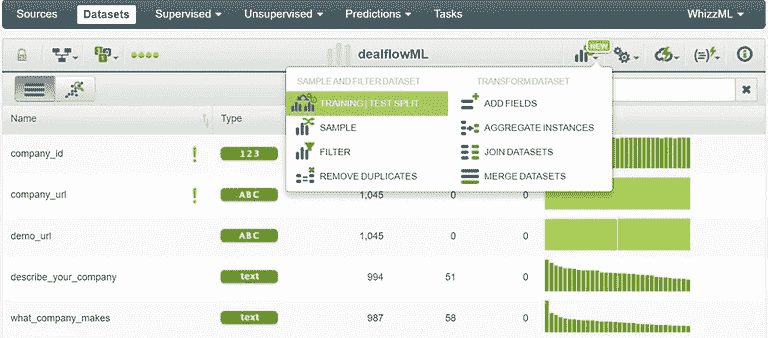 Sources Datasets Supervised Unsupervised Predictions Tasks WhizzML
dealflowML
NEW
SAMPLE AND FILTER DATASET TRANSFORM DATASET
TRAINING | TEST SPLIT ADD FIELDS
SAMPLE AGGREGATE INSTANCES
FILTER JOIN DATASETS
REMOVE DUPLICATES MERGE DATASETS
Name Type
company_id 123
company_url ABC 1,045 0 0
demo_url ABC 1,045 0 0
describe_your_company text 994 51 0
what_company_makes text 987 58 0